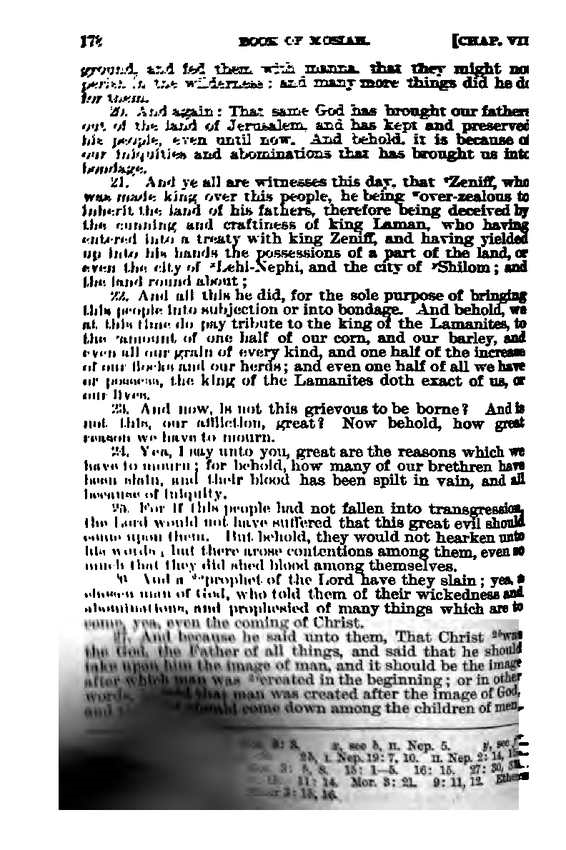 178 BOOK OF MOSIAH. [CHAP. VII
ground, and fed them with manna, that they might no
perish in the wilderness; and many more things did he do
for them.
20. And again: That same God has brought our fathers
out of the land of Jerusalem, and has kept and preserved
his people, even until now. And behold, it is because of
our iniquities and abominations that has brought us into
bondage.
21. And ye all are witnesses this day, that Zeniff, who
was made king over this people, he being over-zealous to
inherit the land of his fathers, therefore being deceived by
the cunning and craftiness of king Laman, who having
entered into a treaty with king Zeniff, and having yielded
up into his hands the possessions of a part of the land, or
even the city of Lehi-Nephi, and the city of Shilom; and
the land round about;
22. And all this he did, for the sole purpose of bringing
this people into subjection or into bondage. And behold, we
at this time do pay tribute to the king of the Lamanites, to
the amount of one half of our corn, and our barley, and
even all our grain of every kind, and one half of the increase
of our flocks and our herds; and even one half of all we have
or possess, the king of the Lamanites doth exact of us, or
our lives.
23. And now, is not this grievous to be borne? And is
not this, our affliction, great? Now behold, how great
reason we have to mourn.
24. Yea, I say unto you, great are the reasons which we
have to mourn; for behold, how many of our brethren have
been slain, and their blood has been spilt in vain, and all
because of iniquity.
25. For if this people had not fallen into transgression,
the Lord would not have suffered that this great evil should
come upon them. But behold, they would not hearken unto
his words; but there arose contentions among them, even so
much that they did shed blood among themselves.
And a prophet of the Lord have they slain; yea, a
chosen man of God, who told them of their wickedness and
abominations, and prophesied of many things which are to
come, yea, even the coming of Christ.
27. And because he said unto them, That Christ was
the God, the Father of all things, and said that he should
take upon him the image of man, and it should be the image
after which man was created in the beginning; or in other
words, that man was created after the image of God,
and should come down among the children of men,
3: 3. x, see b, II. Nep. 5. y, see
2b, I. Nep. 19: 7, 10. II. Nep. 2: 14,
3: 5, 8. 15: 1—5. 16: 15. 27: 30,
11: 14. Mor. 3: 21. 9: 11, 12. Ether
3: 15, 16.